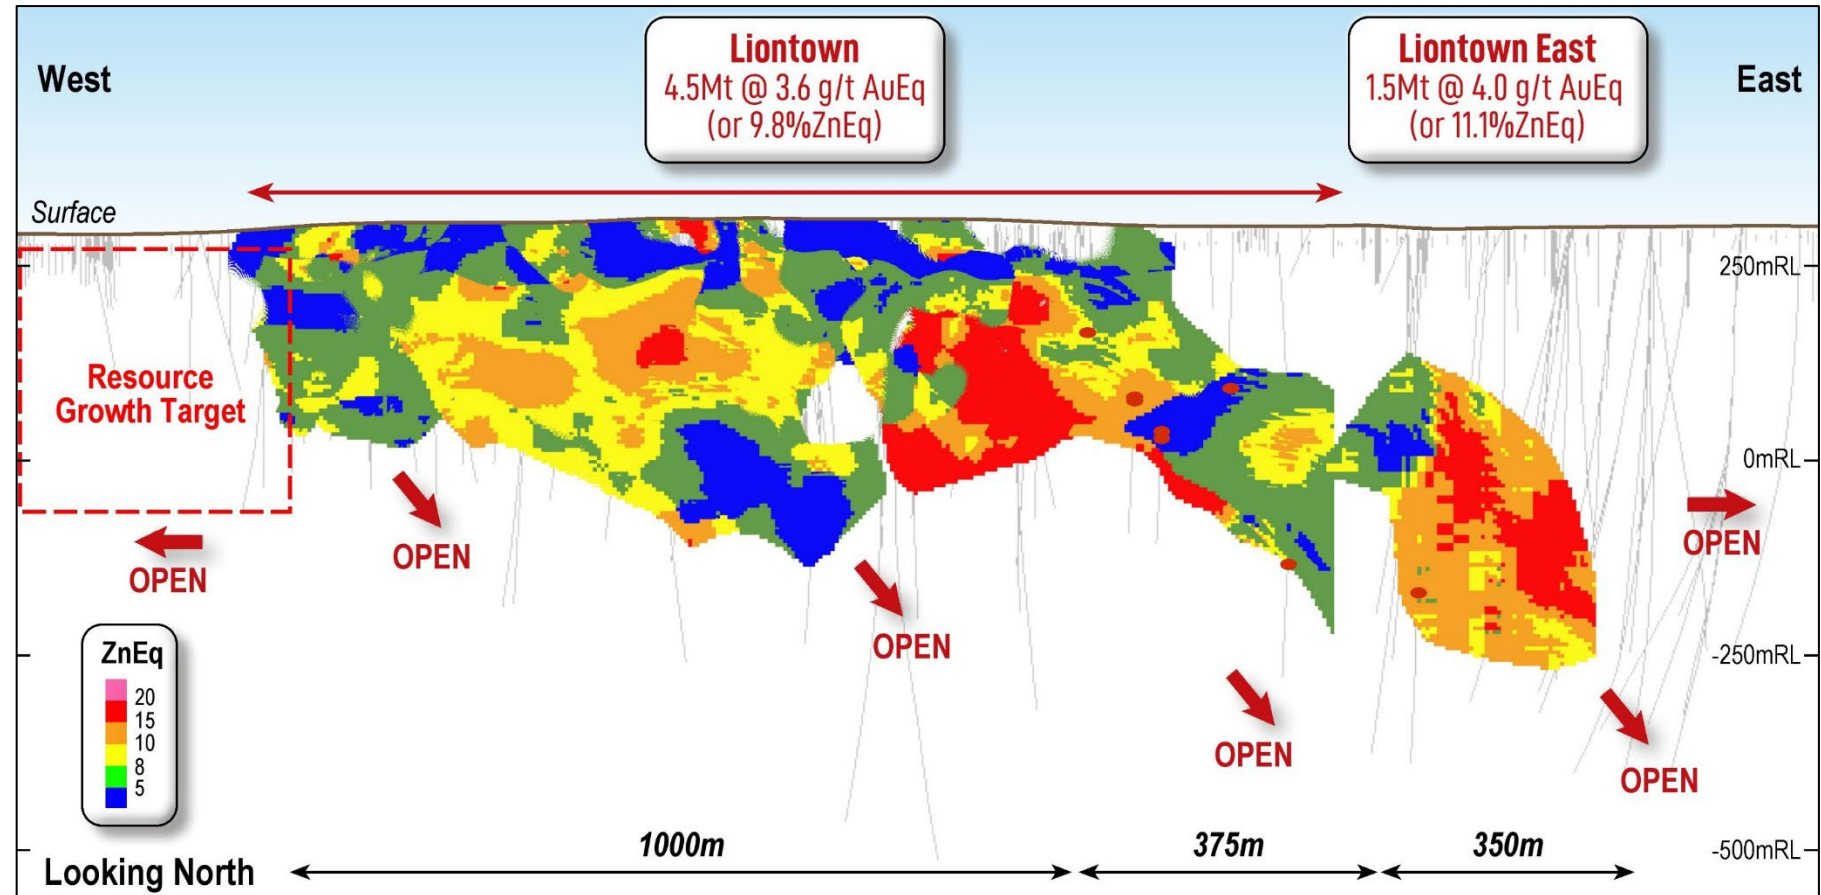 West
Liontown
4.5Mt @ 3.6 g/t AuEq
(or 9.8%ZnEq)
Liontown East
1.5Mt @ 4.0 g/t AuEq
(or 11.1%ZnEq)
East
Surface
250mRL
Resource
Growth Target
0mRL
OPEN
OPEN
OPEN
OPEN
OPEN
OPEN
-250mRL
ZnEq
20
15
10
8
5
1000m
375m
350m
-500mRL
Looking North